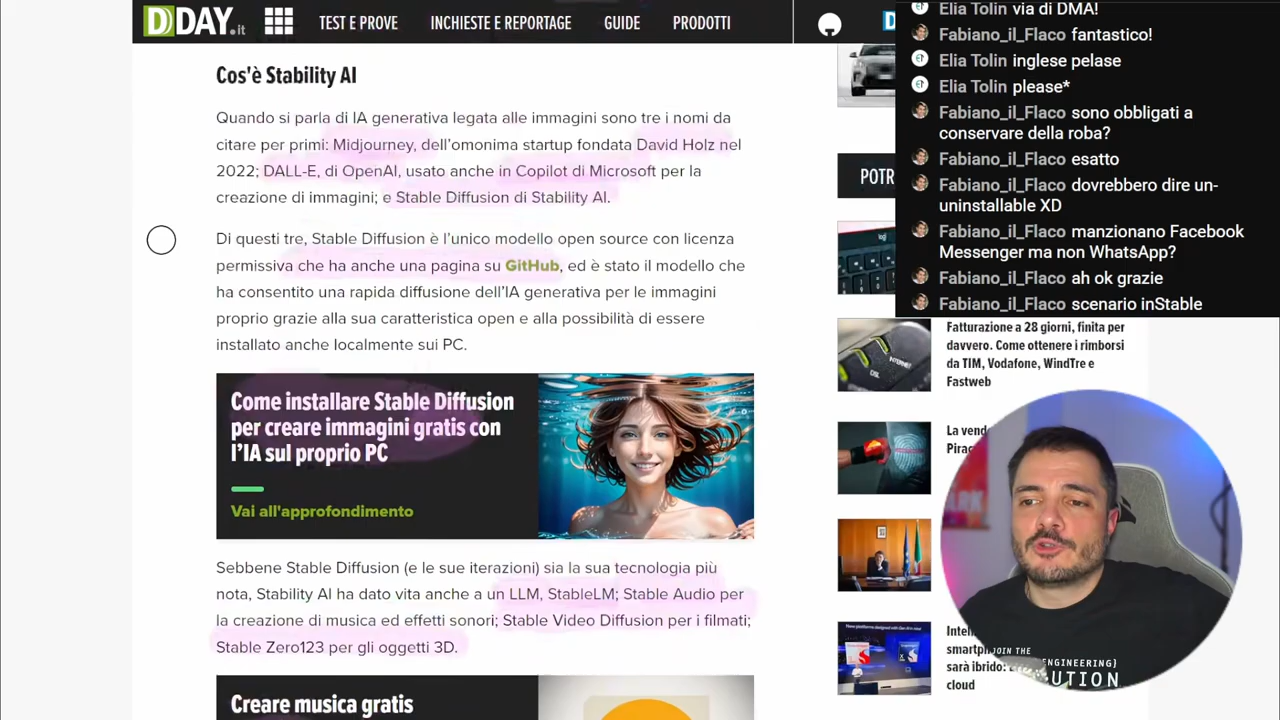 DDAY.it
TEST E PROVE
INCHIESTE E REPORTAGE
GUIDE
PRODOTTI
Cos'è Stability AI
Quando si parla di IA generativa legata alle immagini sono tre i nomi da
citare per primi: Midjourney, dell'omonima startup fondata David Holz nel
2022; DALL-E, di OpenAI, usato anche in Copilot di Microsoft per la
creazione di immagini; e Stable Diffusion di Stability AI.
Di questi tre, Stable Diffusion è l'unico modello open source con licenza
permissiva che ha anche una pagina su GitHub, ed è stato il modello che
ha consentito una rapida diffusione dell'IA generativa per le immagini
proprio grazie alla sua caratteristica open e alla possibilità di essere
installato anche localmente sui PC.
Come installare Stable Diffusion
per creare immagini gratis con
l'IA sul proprio PC
Vai all'approfondimento
Sebbene Stable Diffusion (e le sue iterazioni) sia la sua tecnologia più
nota, Stability AI ha dato vita anche a un LLM, StableLM; Stable Audio per
la creazione di musica ed effetti sonori; Stable Video Diffusion per i filmati;
Stable Zero123 per gli oggetti 3D.
Creare musica gratis
POTR
Elia Tolin via di DMA!
Fabiano_il_Flaco fantastico!
Elia Tolin inglese pelase
Elia Tolin please*
Fabiano_il_Flaco sono obbligati a
conservare della roba?
Fabiano_il_Flaco esatto
Fabiano_il_Flaco dovrebbero dire un-
uninstallable XD
Fabiano_il_Flaco manzionano Facebook
Messenger ma non WhatsApp?
Fabiano_il_Flaco ah ok grazie
Fabiano_il_Flaco scenario inStable
Fatturazione a 28 giorni, finita per
davvero. Come ottenere i rimborsi
da TIM, Vodafone, WindTre e
Fastweb
La vend
Pirac
Intel
smartph
sarà ibrido:
cloud
JOIN THE
ENGINEERING}
UTION